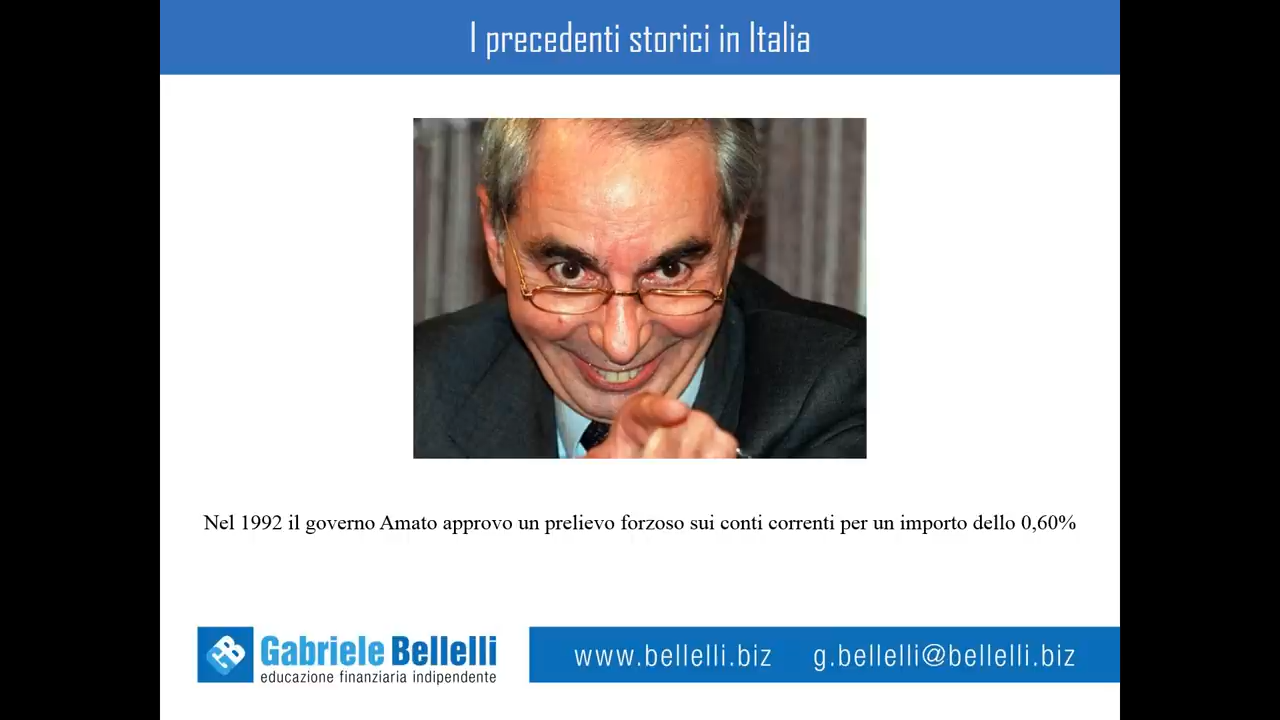 I precedenti storici in Italia
Nel 1992 il governo Amato approvo un prelievo forzoso sui conti correnti per un importo dello 0,60%
Gabriele Bellelli
educazione finanziaria indipendente
www.bellelli.biz g.bellelli@bellelli.biz